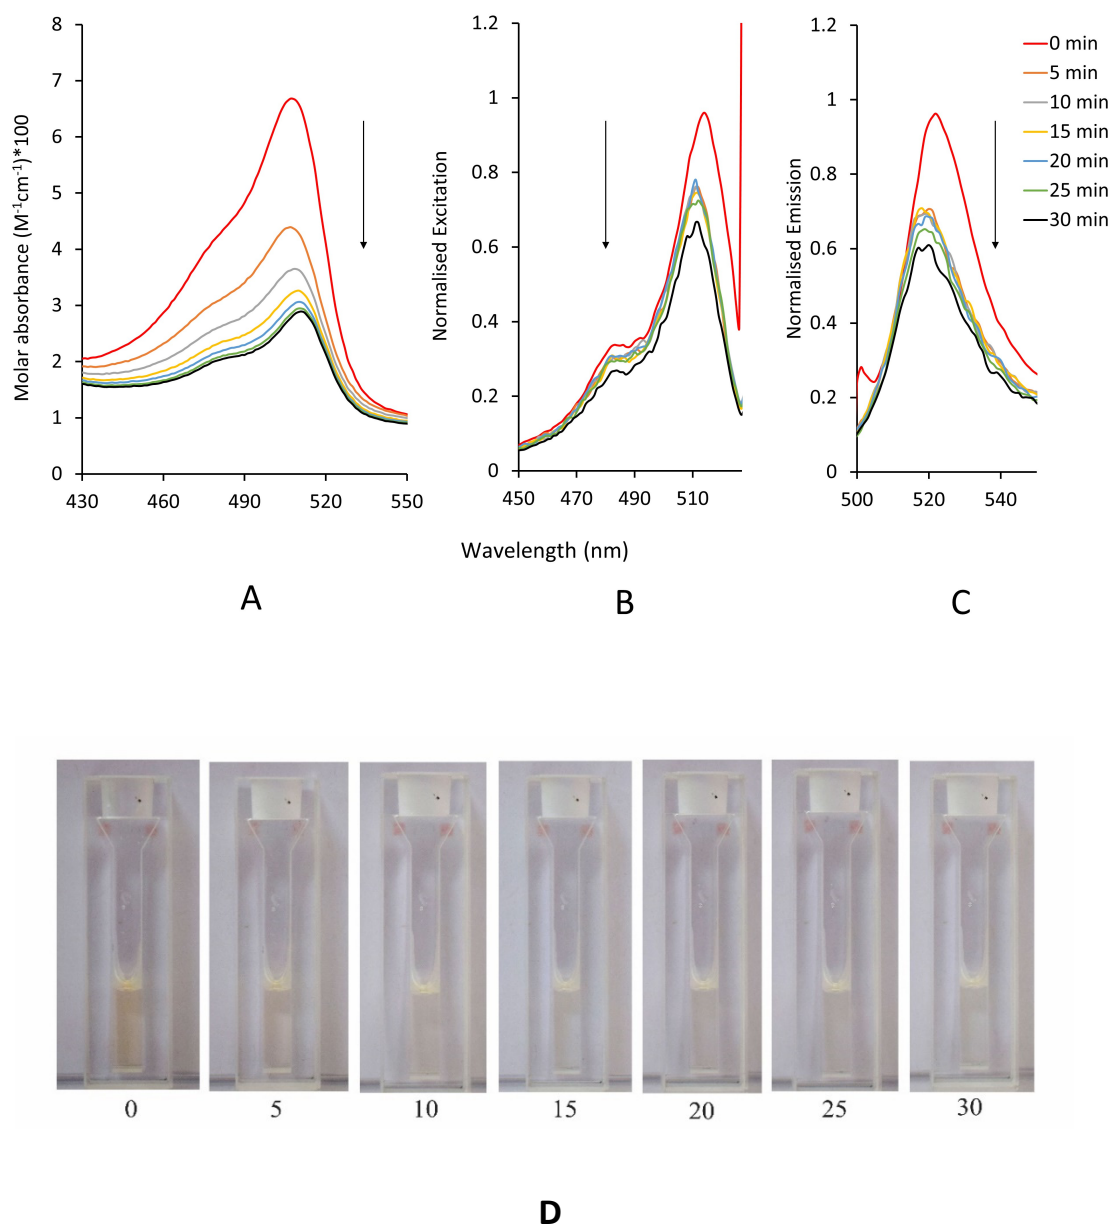 8
7
6
5
4
3
2
1
0
430 460 490 520 550
Molar absorbance (M⁻¹cm⁻¹)*100
A
1.2
1
0.8
0.6
0.4
0.2
0
450 470 490 510
Normalised Excitation
B
1.2
1
0.8
0.6
0.4
0.2
0
500 520 540
Normalised Emission
C
0 min
5 min
10 min
15 min
20 min
25 min
30 min
Wavelength (nm)
0 5 10 15 20 25 30
D